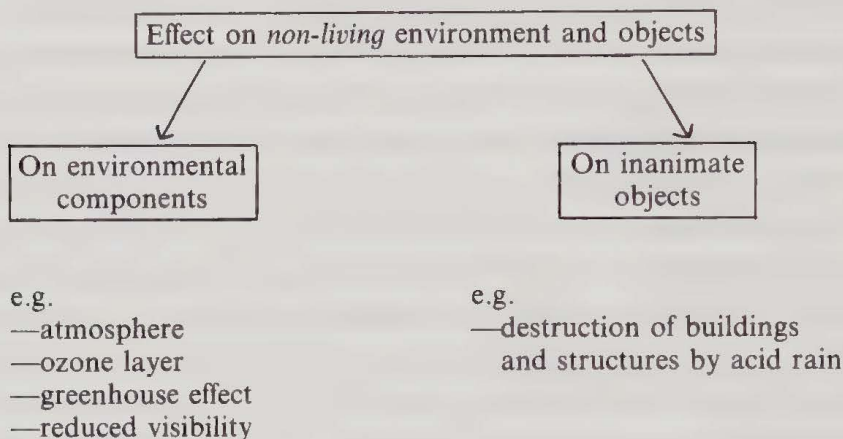 Effect on non-living environment and objects
On environmental
components
On inanimate
objects
e.g.
—atmosphere
—ozone layer
—greenhouse effect
—reduced visibility
e.g.
—destruction of buildings
and structures by acid rain